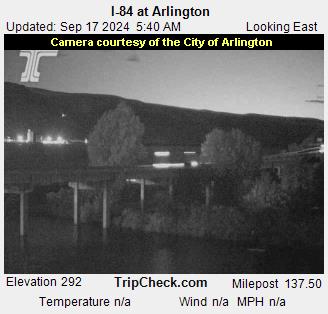 I-84 at Arlington
Updated: Sep 17 2024 5:40 AM Looking East
Camera courtesy of the City of Arlington
Elevation 292 TripCheck.com Milepost 137.50
Temperature n/a Wind n/a MPH n/a